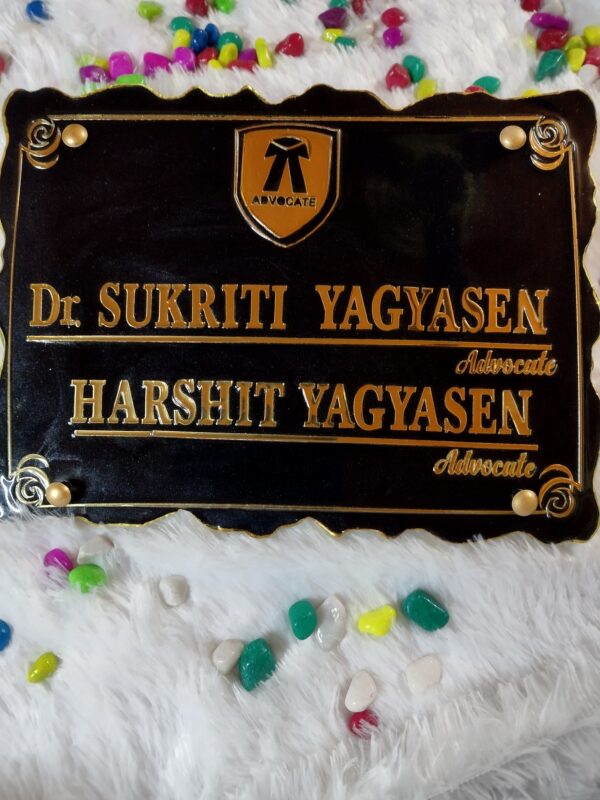 ADVOCATE
Dr. SUKRITI YAGYASEN
Advocate
HARSHIT YAGYASEN
Advocate